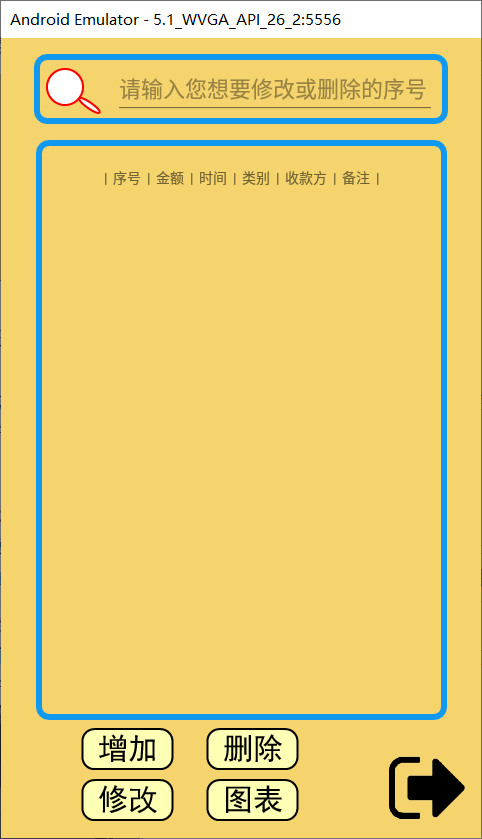 Android Emulator - 5.1_WVGA_API_26_2:5556
请输入您想要修改或删除的序号
| 序号 | 金额 | 时间 | 类别 | 收款方 | 备注 |
增加 删除
修改 图表